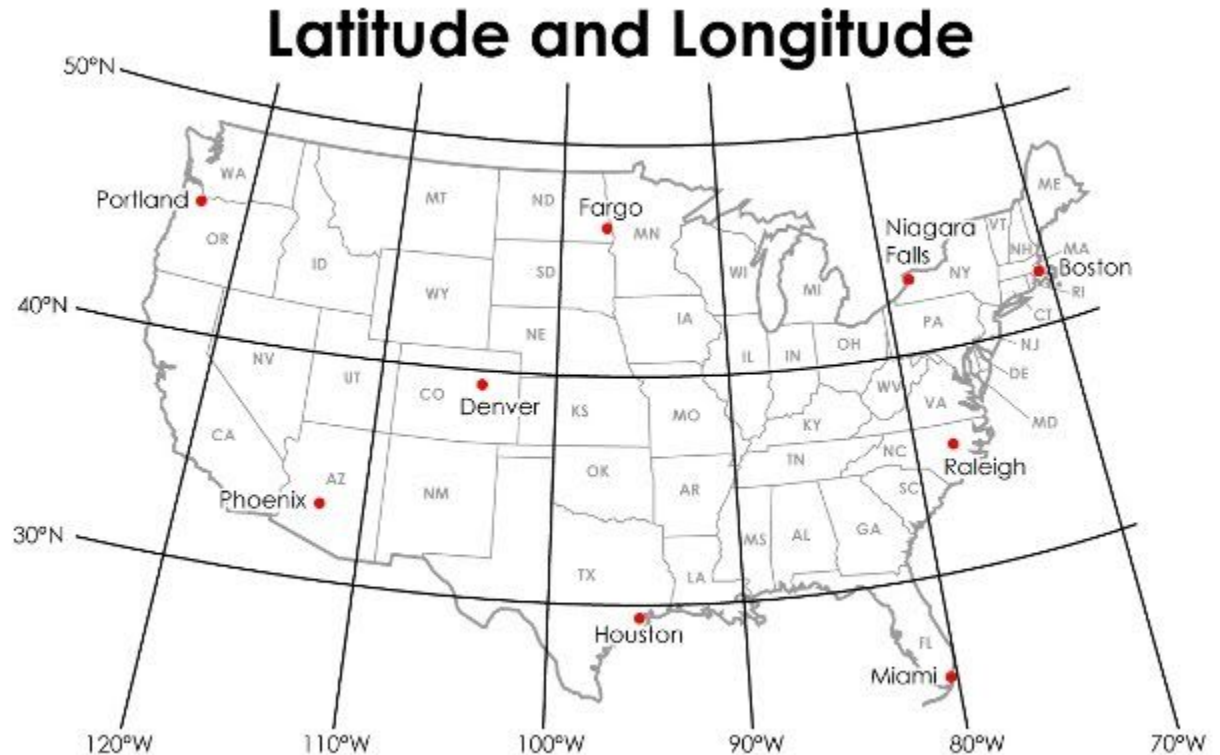 Latitude and Longitude
50°N
WA
MT
ND
ME
Portland
Fargo
MN
Niagara
Falls
VT
NH
MA
OR
ID
SD
WI
MI
NY
Boston
RI
WY
40°N
NE
IA
PA
CT
NV
UT
CO
Denver
KS
IL
IN
OH
NJ
DE
MO
WV
VA
KY
MD
CA
AZ
NM
OK
TN
NC
Raleigh
Phoenix
AR
SC
30°N
MS
AL
GA
TX
LA
Houston
FL
Miami
120°W
110°W
100°W
90°W
80°W
70°W